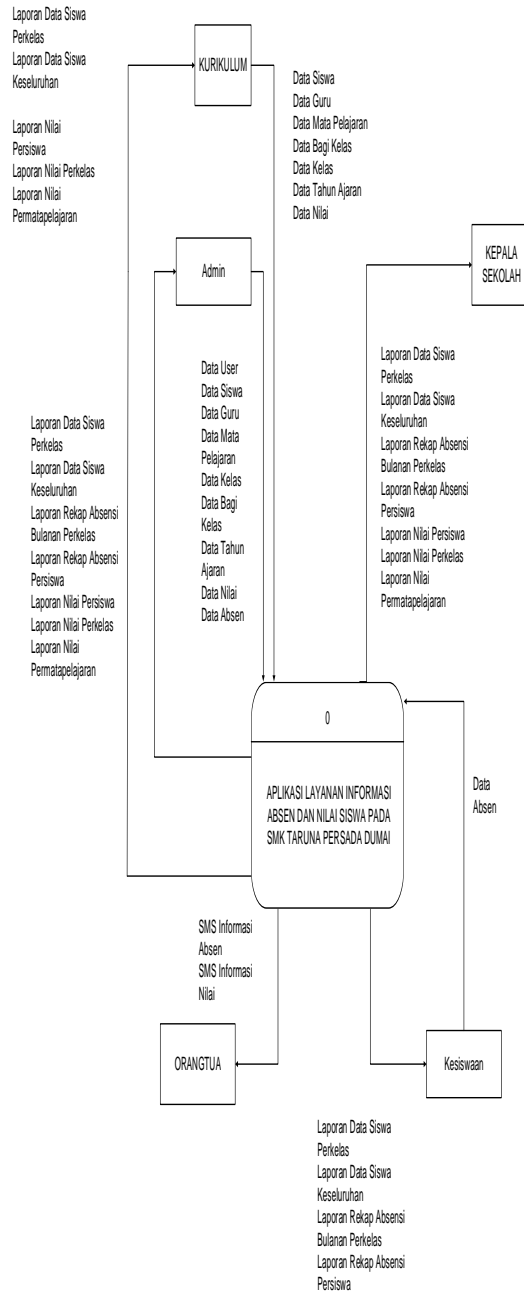 Laporan Data Siswa
Perkelas
Laporan Data Siswa
Keseluruhan
Laporan Nilai
Persiswa
Laporan Nilai Perkelas
Laporan Nilai
Permatapelajaran
KURIKULUM
Data Siswa
Data Guru
Data Mata Pelajaran
Data Bagi Kelas
Data Kelas
Data Tahun Ajaran
Data Nilai
Admin
KEPALA
SEKOLAH
Laporan Data Siswa
Perkelas
Laporan Data Siswa
Keseluruhan
Laporan Rekap Absensi
Bulanan Perkelas
Laporan Rekap Absensi
Persiswa
Laporan Nilai Persiswa
Laporan Nilai Perkelas
Laporan Nilai
Permatapelajaran
Data User
Data Siswa
Data Guru
Data Mata
Pelajaran
Data Kelas
Data Bagi
Kelas
Data Tahun
Ajaran
Data Nilai
Data Absen
Laporan Data Siswa
Perkelas
Laporan Data Siswa
Keseluruhan
Laporan Rekap Absensi
Bulanan Perkelas
Laporan Rekap Absensi
Persiswa
Laporan Nilai Persiswa
Laporan Nilai Perkelas
Laporan Nilai
Permatapelajaran
0
APLIKASI LAYANAN INFORMASI
ABSEN DAN NILAI SISWA PADA
SMK TARUNA PERSADA DUMAI
Data
Absen
SMS Informasi
Absen
SMS Informasi
Nilai
ORANGTUA
Kesiswaan
Laporan Data Siswa
Perkelas
Laporan Data Siswa
Keseluruhan
Laporan Rekap Absensi
Bulanan Perkelas
Laporan Rekap Absensi
Persiswa